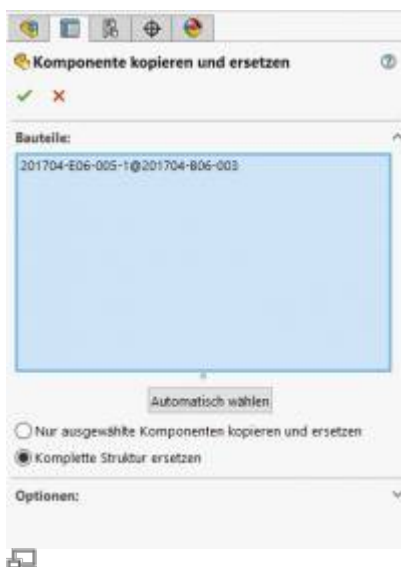 Komponente kopieren und ersetzen
Bauteile:
201704-E06-005-1@201704-B06-003
Automatisch wählen
Nur ausgewählte Komponenten kopieren und ersetzen
Komplette Struktur ersetzen
Optionen: